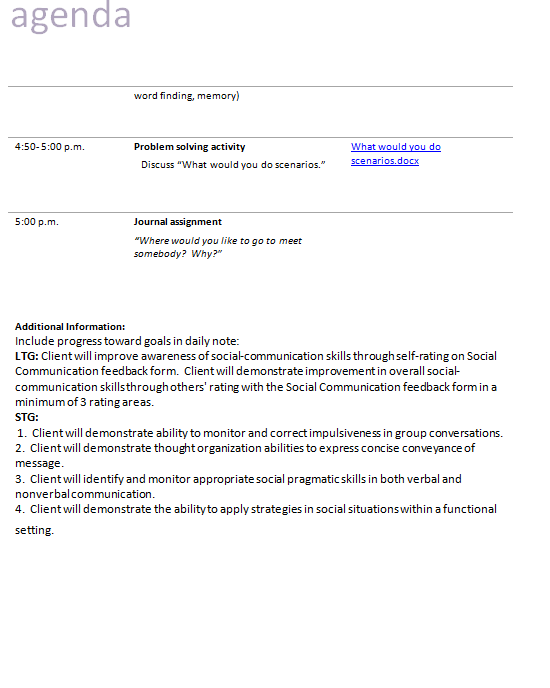 agenda
word finding, memory)
4:50-5:00 p.m. Problem solving activity What would you do
Discuss “What would you do scenarios.” scenarios.docx
5:00 p.m. Journal assignment
“Where would you like to go to meet
somebody? Why?”
Additional Information:
Include progress toward goals in daily note:
LTG: Client will improve awareness of social-communication skills through self-rating on Social
Communication feedback form. Client will demonstrate improvement in overall social-
communication skills through others' rating with the Social Communication feedback form in a
minimum of 3 rating areas.
STG:
1. Client will demonstrate ability to monitor and correct impulsiveness in group conversations.
2. Client will demonstrate thought organization abilities to express concise conveyance of
message.
3. Client will identify and monitor appropriate social pragmatic skills in both verbal and
nonverbal communication.
4. Client will demonstrate the ability to apply strategies in social situations within a functional
setting.